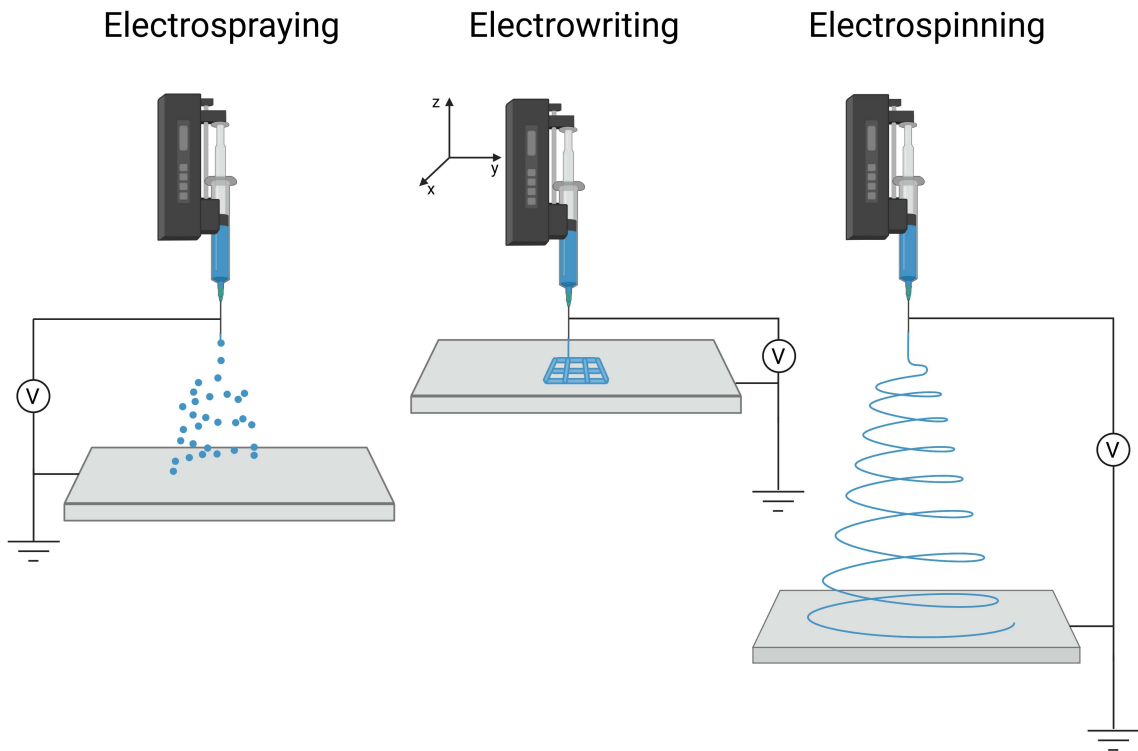 Electrospraying
Electrowriting
Electrospinning
z
y
x
V
V
V